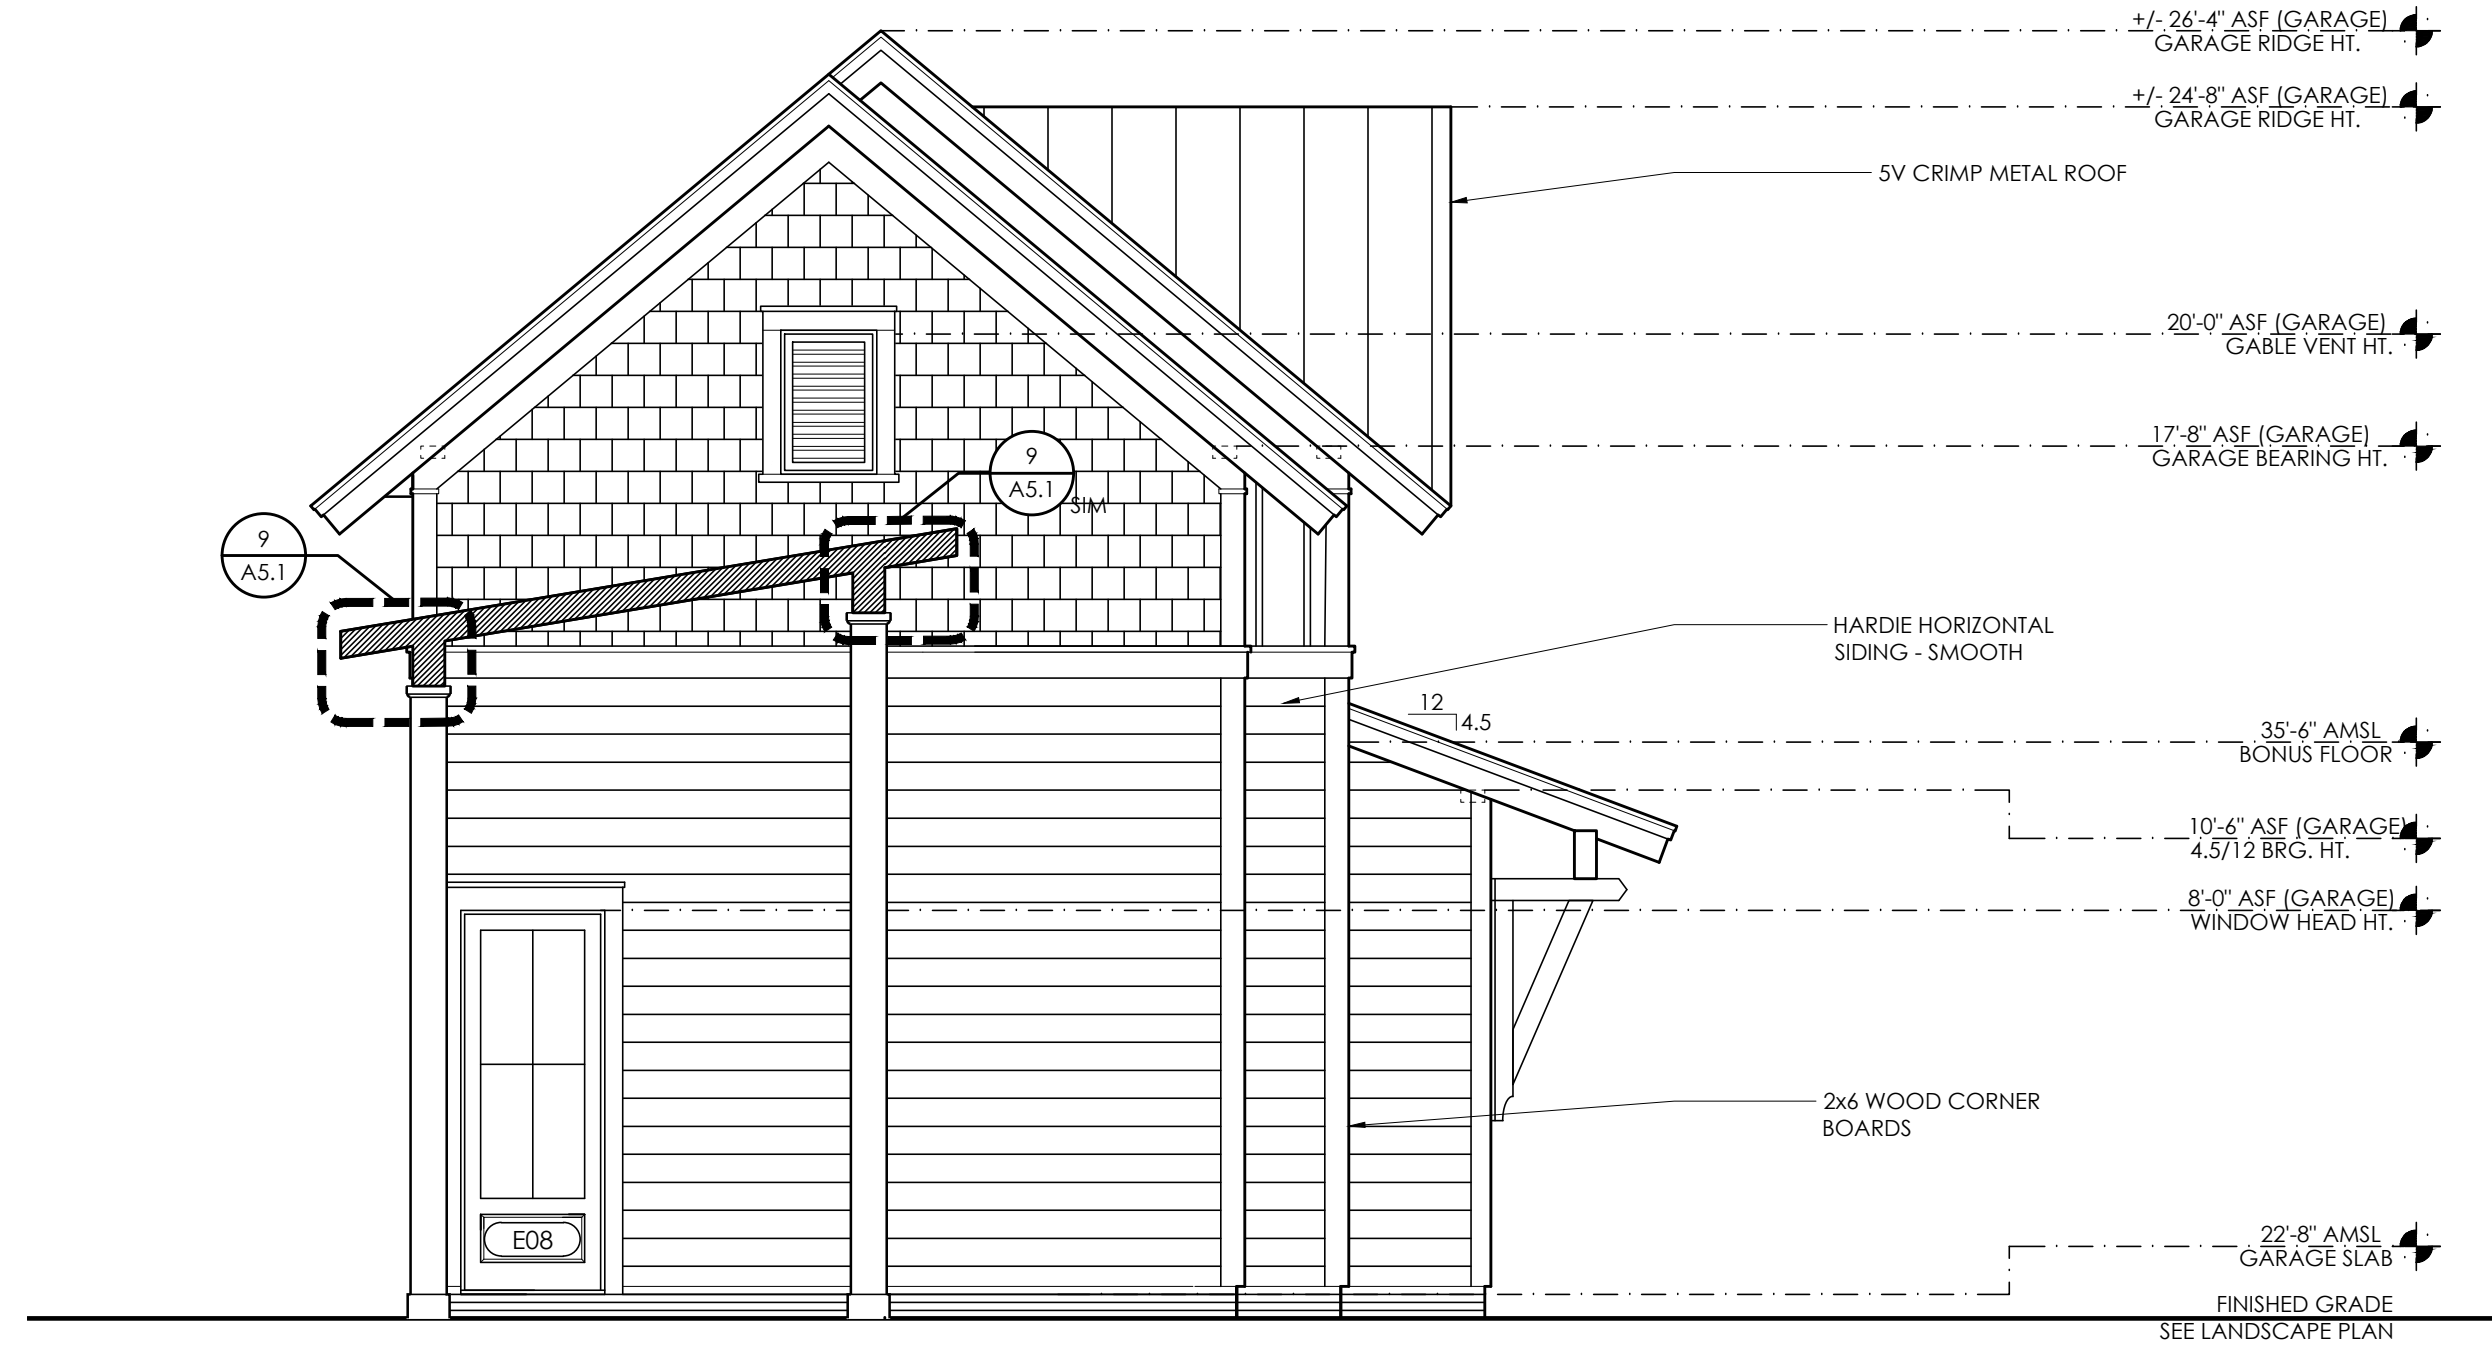 +/- 26'-4" ASF (GARAGE)
GARAGE RIDGE HT.
+/- 24'-8" ASF (GARAGE)
GARAGE RIDGE HT.
5V CRIMP METAL ROOF
20'-0" ASF (GARAGE)
GABLE VENT HT.
17'-8" ASF (GARAGE)
GARAGE BEARING HT.
9
A5.1
SIM
9
A5.1
HARDIE HORIZONTAL
SIDING - SMOOTH
12
4.5
35'-6" AMSL
BONUS FLOOR
10'-6" ASF (GARAGE)
4.5/12 BRG. HT.
8'-0" ASF (GARAGE)
WINDOW HEAD HT.
2x6 WOOD CORNER
BOARDS
E08
22'-8" AMSL
GARAGE SLAB
FINISHED GRADE
SEE LANDSCAPE PLAN